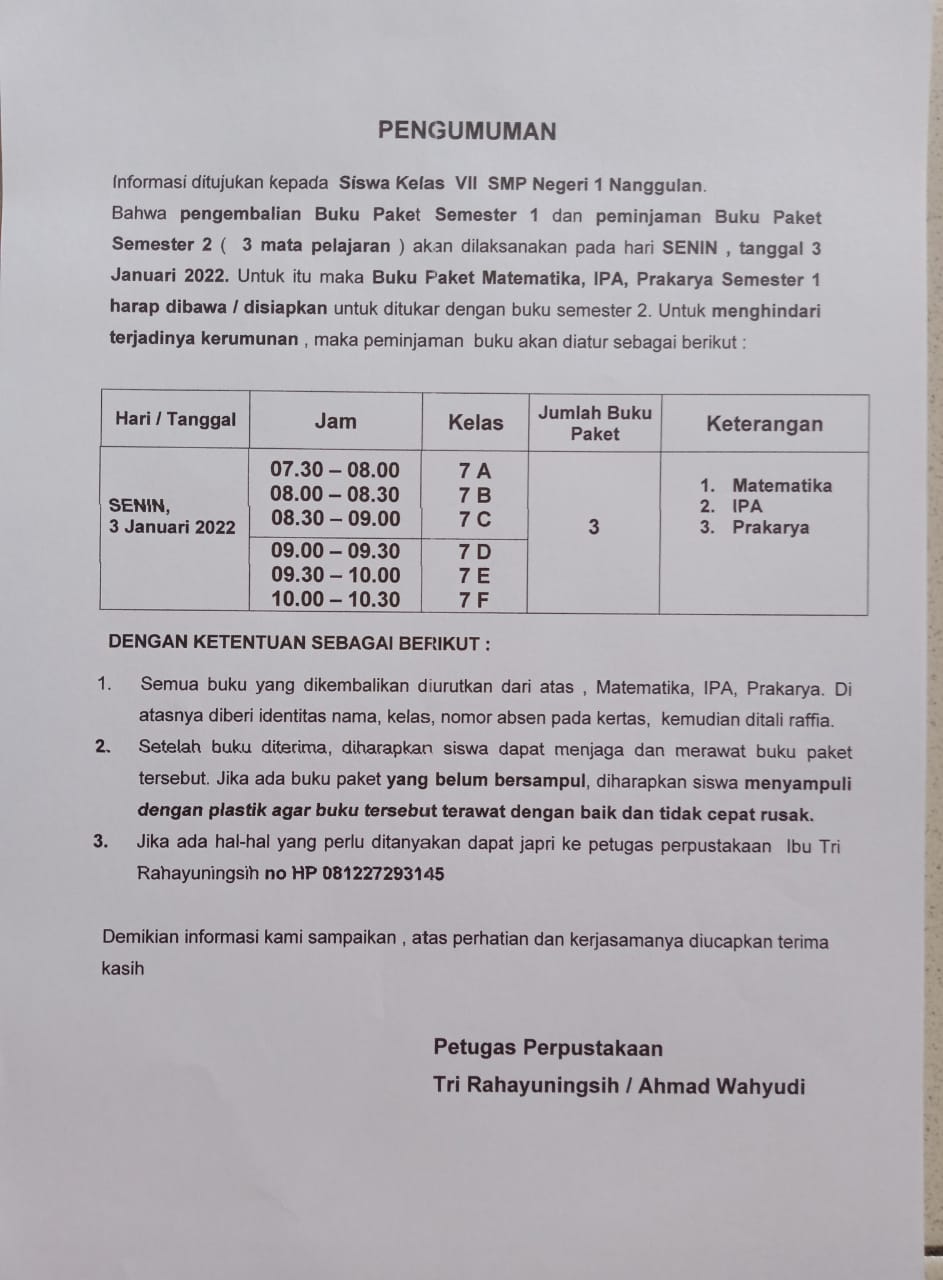 PENGUMUMAN
Informasi ditujukan kepada Siswa Kelas VII SMP Negeri 1 Nanggulan.
Bahwa pengembalian Buku Paket Semester 1 dan peminjaman Buku Paket
Semester 2 ( 3 mata pelajaran ) akan dilaksanakan pada hari SENIN , tanggal 3
Januari 2022. Untuk itu maka Buku Paket Matematika, IPA, Prakarya Semester 1
harap dibawa / disiapkan untuk ditukar dengan buku semester 2. Untuk menghindari
terjadinya kerumunan , maka peminjaman buku akan diatur sebagai berikut :
Hari / Tanggal Jam Kelas Jumlah Buku Paket Keterangan
SENIN,
3 Januari 2022
07.30 – 08.00 7 A
08.00 – 08.30 7 B
08.30 – 09.00 7 C
09.00 – 09.30 7 D
09.30 – 10.00 7 E
10.00 – 10.30 7 F
3
1. Matematika
2. IPA
3. Prakarya
DENGAN KETENTUAN SEBAGAI BERIKUT :
1. Semua buku yang dikembalikan diurutkan dari atas , Matematika, IPA, Prakarya. Di
atasnya diberi identitas nama, kelas, nomor absen pada kertas, kemudian ditali raffia.
2. Setelah buku diterima, diharapkan siswa dapat menjaga dan merawat buku paket
tersebut. Jika ada buku paket yang belum bersampul, diharapkan siswa menyampuli
dengan plastik agar buku tersebut terawat dengan baik dan tidak cepat rusak.
3. Jika ada hal-hal yang perlu ditanyakan dapat japri ke petugas perpustakaan Ibu Tri
Rahayuningsih no HP 081227293145
Demikian informasi kami sampaikan , atas perhatian dan kerjasamanya diucapkan terima
kasih
Petugas Perpustakaan
Tri Rahayuningsih / Ahmad Wahyudi